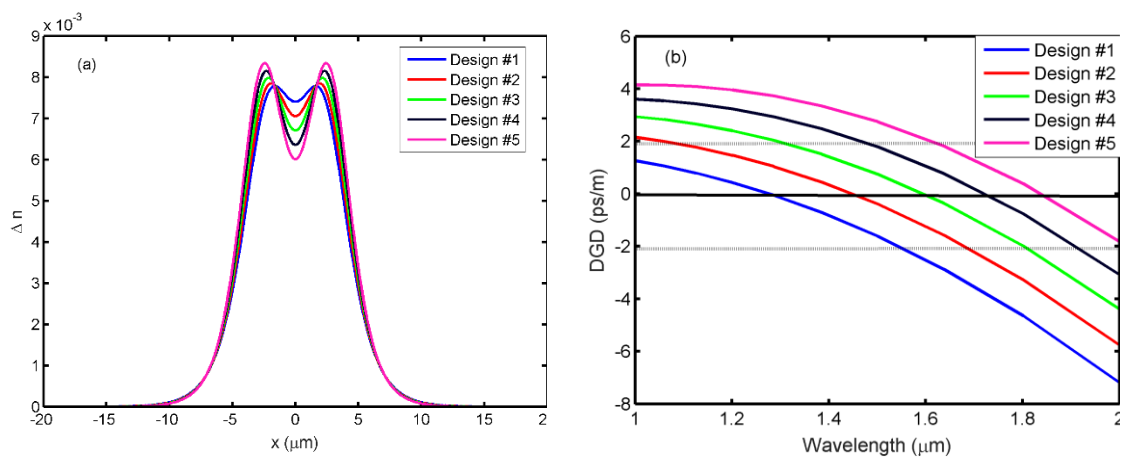 × 10⁻³
(a)
Design #1
Design #2
Design #3
Design #4
Design #5
9
8
7
6
5
4
3
2
1
0
Δ n
-20 -15 -10 -5 0 5 10 15 2
x (μm)
(b)
Design #1
Design #2
Design #3
Design #4
Design #5
6
4
2
0
-2
-4
-6
-8
DGD (ps/m)
1 1.2 1.4 1.6 1.8 2
Wavelength (μm)